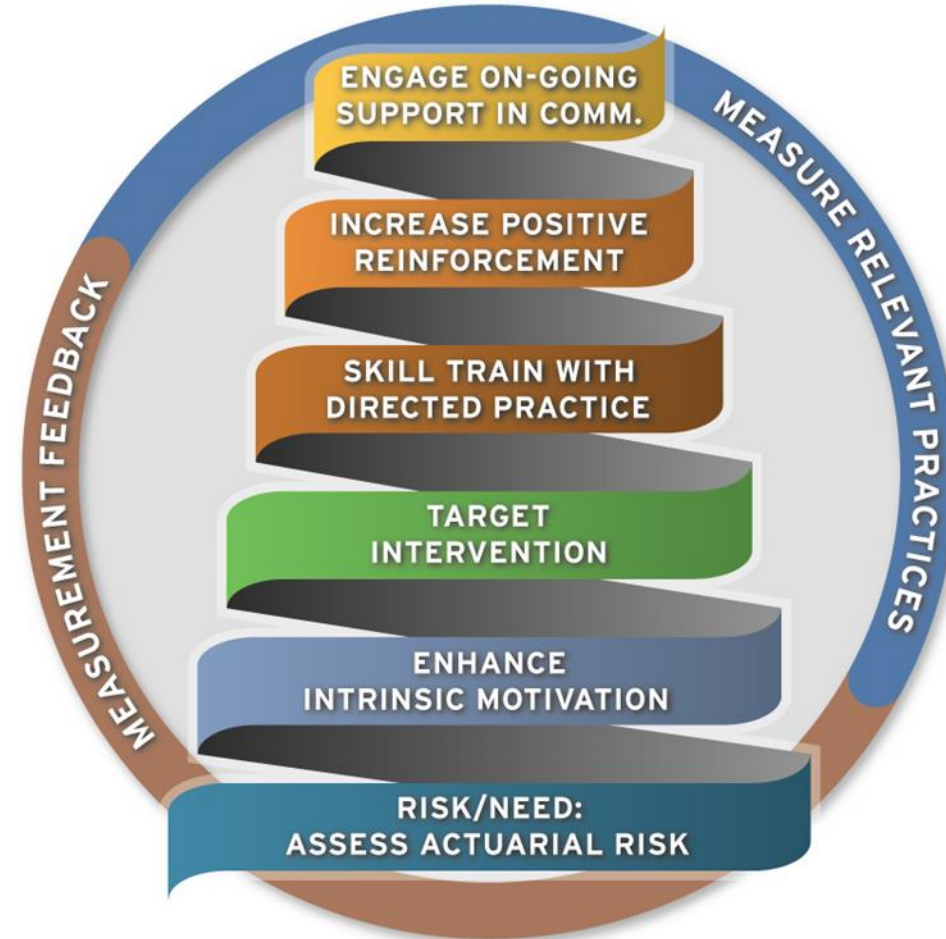 ENGAGE ON-GOING
SUPPORT IN COMM.
INCREASE POSITIVE
REINFORCEMENT
SKILL TRAIN WITH
DIRECTED PRACTICE
TARGET
INTERVENTION
ENHANCE
INTRINSIC MOTIVATION
RISK/NEED:
ASSESS ACTUARIAL RISK
MEASURE RELEVANT PRACTICES
MEASUREMENT FEEDBACK